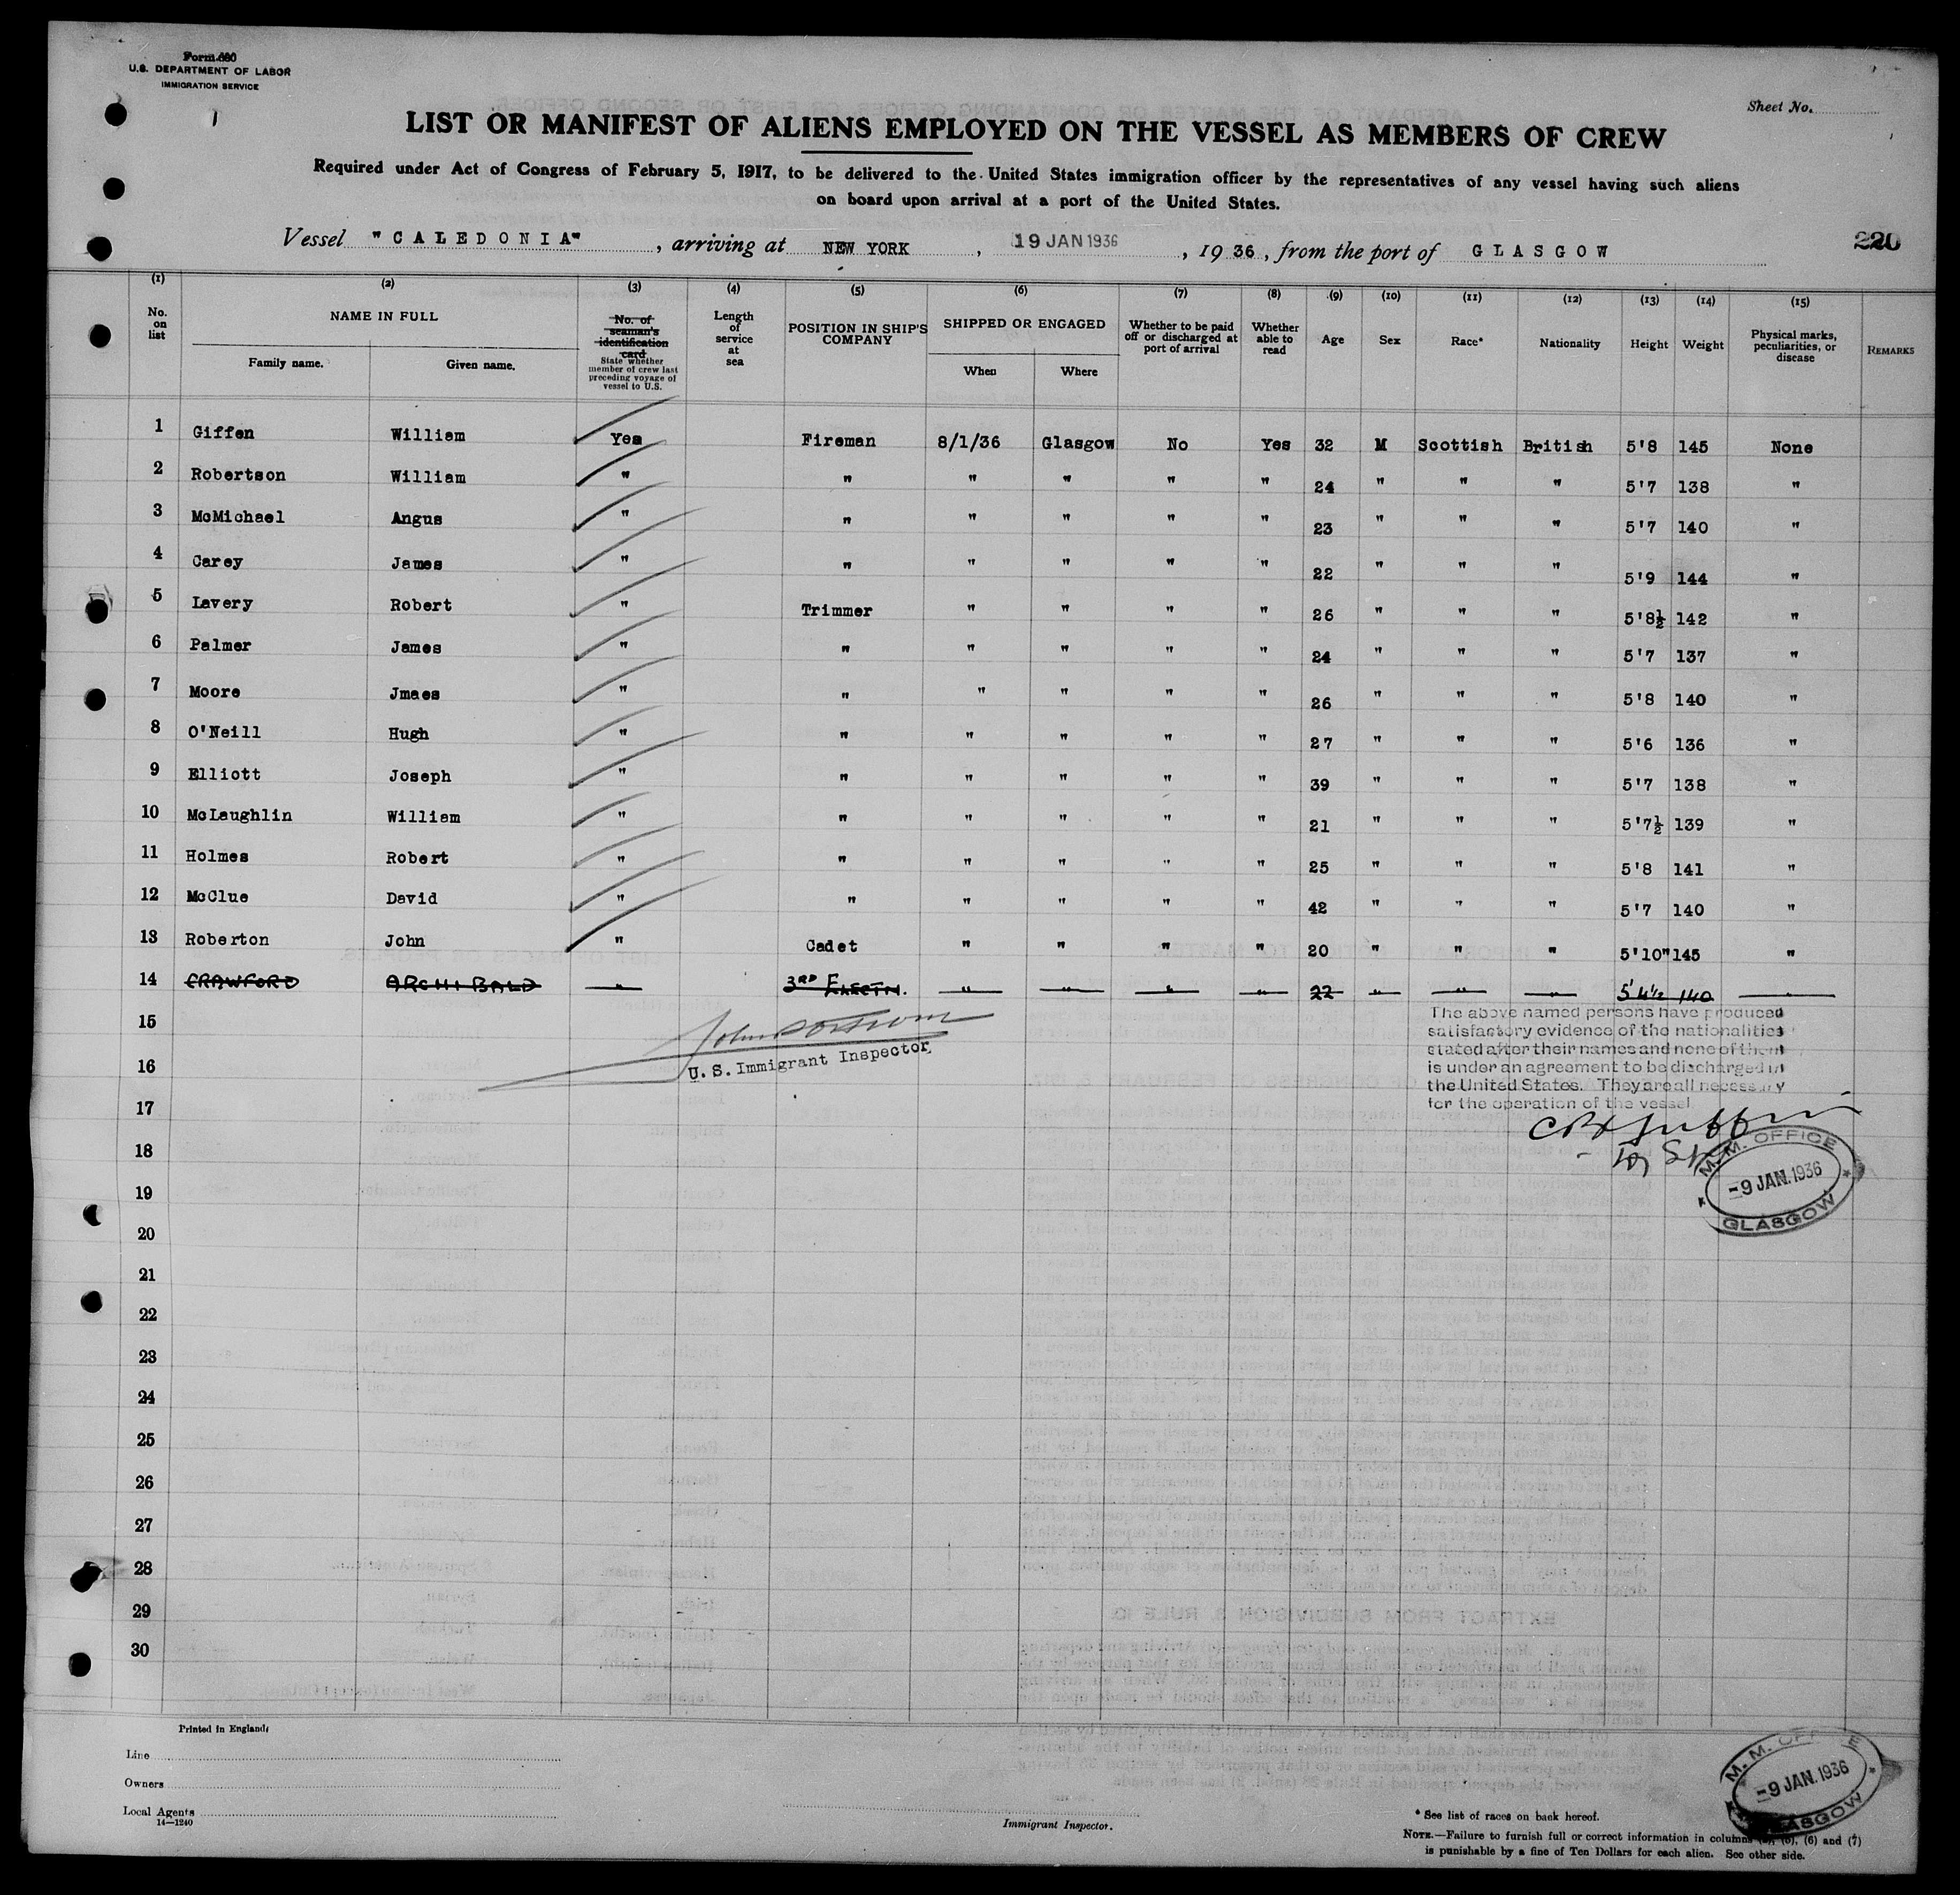 Form 680
U.S. DEPARTMENT OF LABOR
IMMIGRATION SERVICE
Sheet No.
LIST OR MANIFEST OF ALIENS EMPLOYED ON THE VESSEL AS MEMBERS OF CREW
Required under Act of Congress of February 5, 1917, to be delivered to the United States immigration officer by the representatives of any vessel having such aliens
on board upon arrival at a port of the United States.
Vessel "CALEDONIA", arriving at NEW YORK, 19 JAN 1936, 1936, from the port of GLASGOW
220
(1) (2) (3) (4) (5) (6) (7) (8) (9) (10) (11) (12) (13) (14) (15)
No. on list
NAME IN FULL
Family name. Given name.
No. of seaman's identification card
State whether member of crew last preceding voyage of vessel to U.S.
Length of service at sea
POSITION IN SHIP'S COMPANY
SHIPPED OR ENGAGED
When Where
Whether to be paid off or discharged at port of arrival
Whether able to read
Age
Sex
Race*
Nationality
Height
Weight
Physical marks, peculiarities, or disease
REMARKS
1 Giffen William Yes Fireman 8/1/36 Glasgow No Yes 32 M Scottish British 5'8 145 None
2 Robertson William " " " " " " 24 " " " 5'7 138 "
3 McMichael Angus " " " " " " 23 " " " 5'7 140 "
4 Carey James " " " " " " 22 " " " 5'9 144 "
5 Lavery Robert " Trimmer " " " " 26 " " " 5'8½ 142 "
6 Palmer James " " " " " " 24 " " " 5'7 137 "
7 Moore Jmaes " " " " " " 26 " " " 5'8 140 "
8 O'Neill Hugh " " " " " " 27 " " " 5'6 136 "
9 Elliott Joseph " " " " " " 39 " " " 5'7 138 "
10 McLaughlin William " " " " " " 21 " " " 5'7½ 139 "
11 Holmes Robert " " " " " " 25 " " " 5'8 141 "
12 McClue David " " " " " " 42 " " " 5'7 140 "
13 Roberton John " Cadet " " " " 20 " " " 5'10" 145 "
14 CRAWFORD ARCHIBALD " 3RD ELECTN. " " " " 22 " " " 5'4½ 140 "
15
16
17
18
19
20
21
22
23
24
25
26
27
28
29
30
U.S. Immigrant Inspector.
The above named persons have produced
satisfactory evidence of the nationalities
stated after their names and none of them
is under an agreement to be discharged in
the United States. They are all necessary
for the operation of the vessel
M.M. OFFICE
-9 JAN. 1936
GLASGOW
Printed in England.
Line
Owners
Local Agents
14—1240
Immigrant Inspector.
M.M. OFFICE
-9 JAN. 1936
GLASGOW
* See list of races on back hereof.
NOTE.—Failure to furnish full or correct information in columns (6) and (7)
is punishable by a fine of Ten Dollars for each alien. See other side.